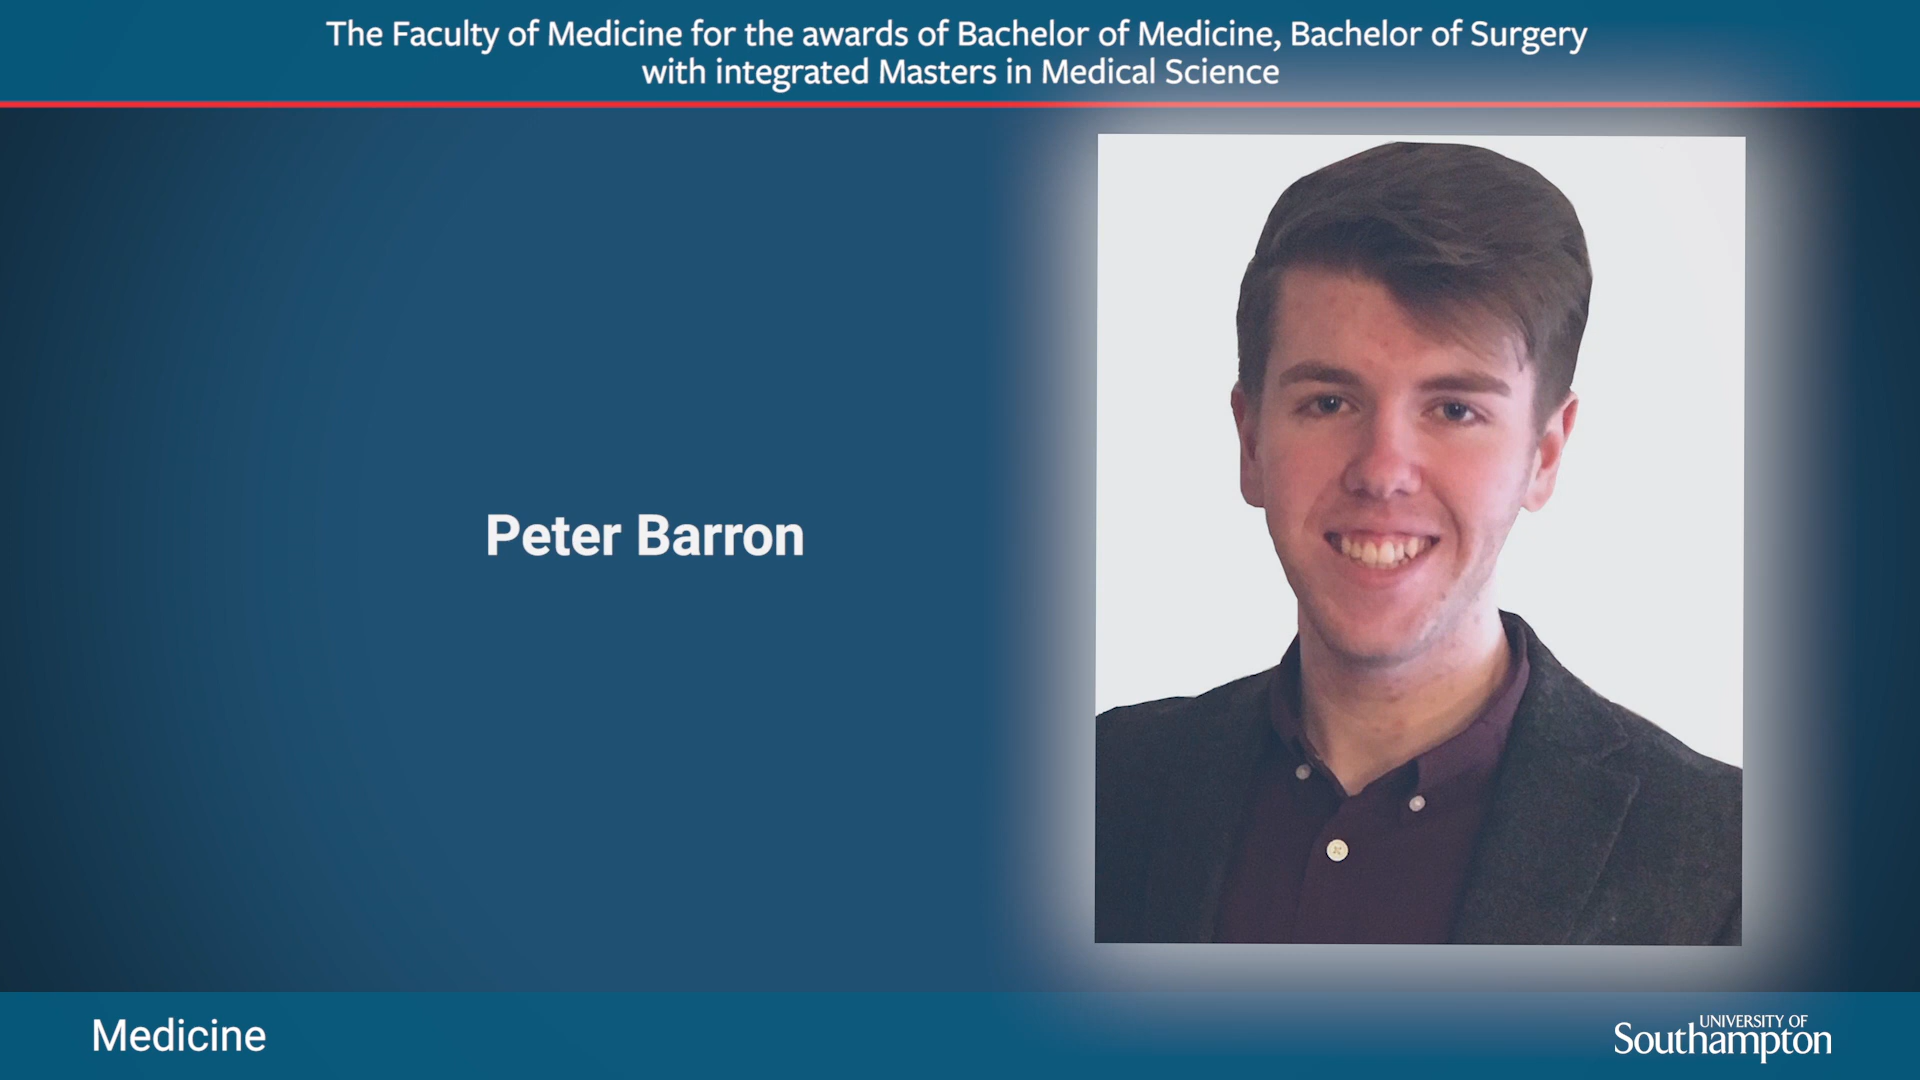 The Faculty of Medicine for the awards of Bachelor of Medicine, Bachelor of Surgery
with integrated Masters in Medical Science
Peter Barron
Medicine
UNIVERSITY OF
Southampton